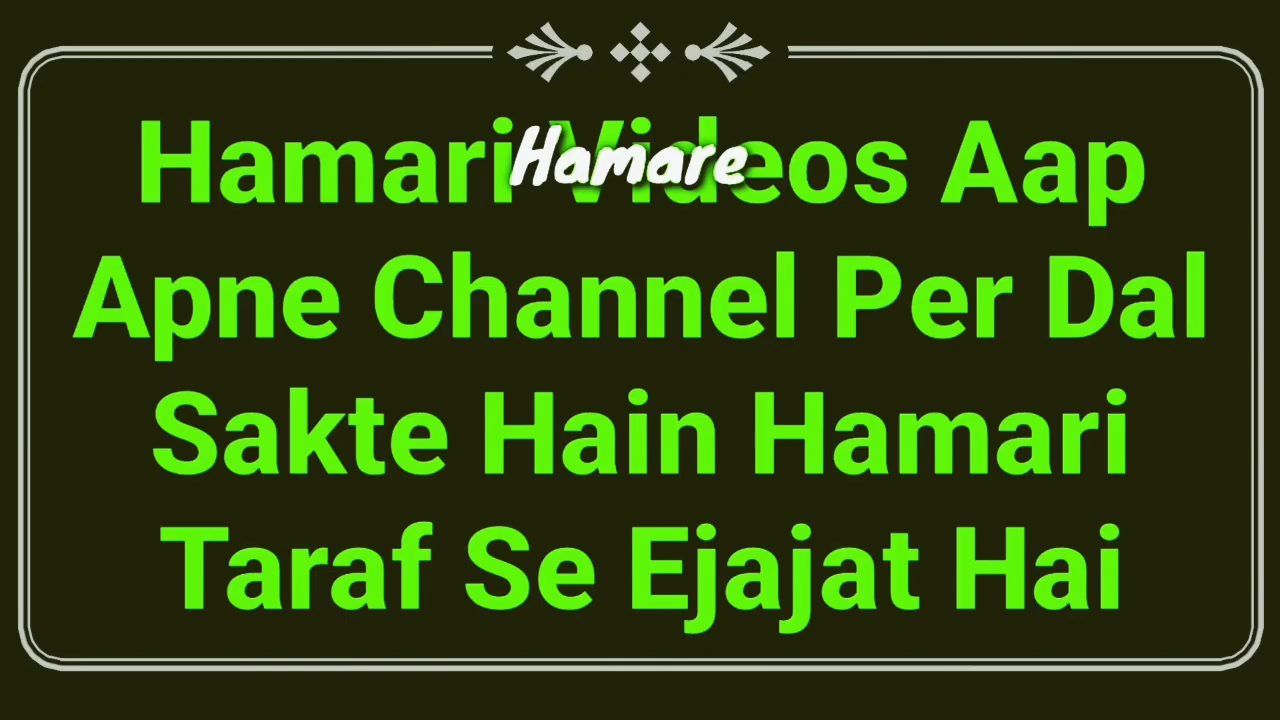 Hamari Videos Aap
Hamare
Apne Channel Per Dal
Sakte Hain Hamari
Taraf Se Ejajat Hai